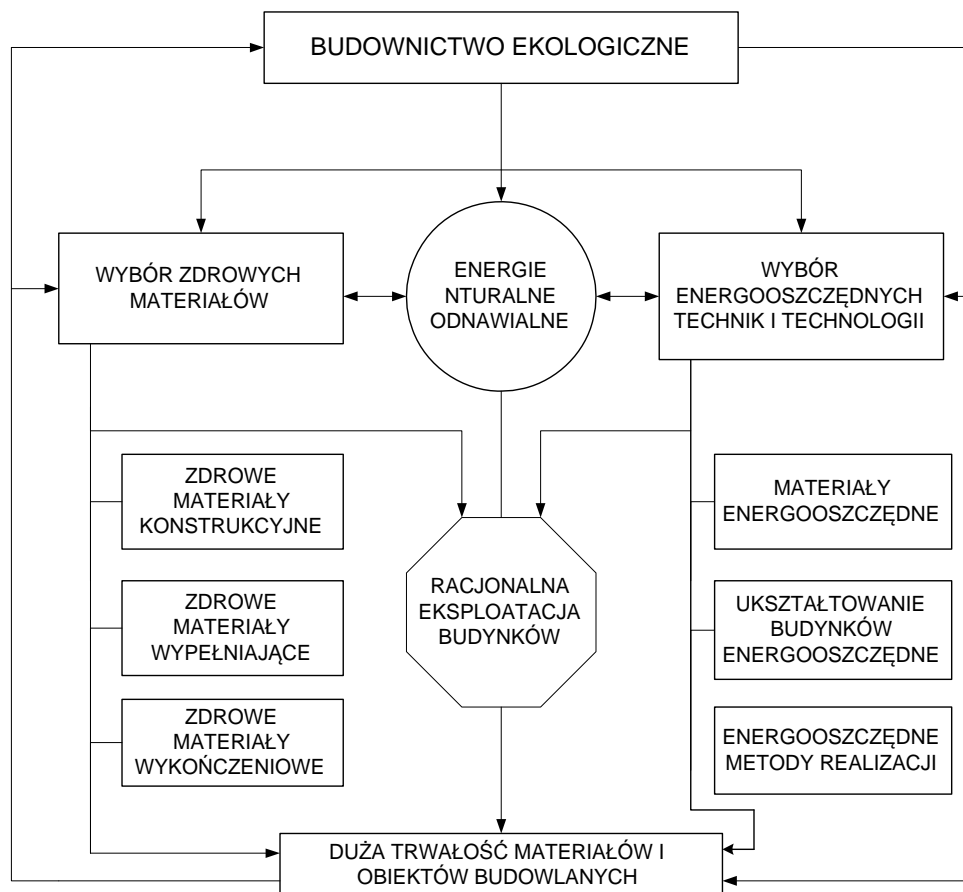 BUDOWNICTWO EKOLOGICZNE
WYBÓR ZDROWYCH
MATERIAŁÓW
ENERGIE
NTURALNE
ODNAWIALNE
WYBÓR
ENERGOOSZCZĘDNYCH
TECHNIK I TECHNOLOGII
ZDROWE
MATERIAŁY
KONSTRUKCYJNE
ZDROWE
MATERIAŁY
WYPEŁNIAJĄCE
ZDROWE
MATERIAŁY
WYKOŃCZENIOWE
RACJONALNA
EKSPLOATACJA
BUDYNKÓW
MATERIAŁY
ENERGOOSZCZĘDNE
UKSZTAŁTOWANIE
BUDYNKÓW
ENERGOOSZCZĘDNE
ENERGOOSZCZĘDNE
METODY REALIZACJI
DUŻA TRWAŁOŚĆ MATERIAŁÓW I
OBIEKTÓW BUDOWLANYCH